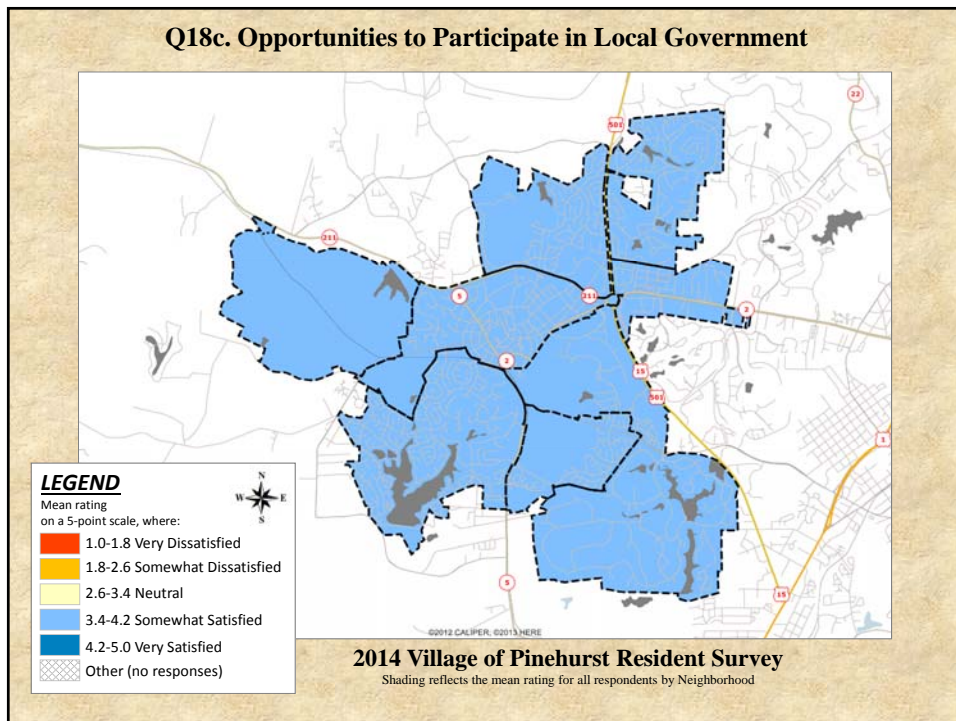 Q18c. Opportunities to Participate in Local Government
22
501
211
5
211
2
2
15
501
1
5
15
©2012 CALIPER, ©2013 HERE
LEGEND
Mean rating
on a 5-point scale, where:
N
W E
S
1.0-1.8 Very Dissatisfied
1.8-2.6 Somewhat Dissatisfied
2.6-3.4 Neutral
3.4-4.2 Somewhat Satisfied
4.2-5.0 Very Satisfied
Other (no responses)
2014 Village of Pinehurst Resident Survey
Shading reflects the mean rating for all respondents by Neighborhood